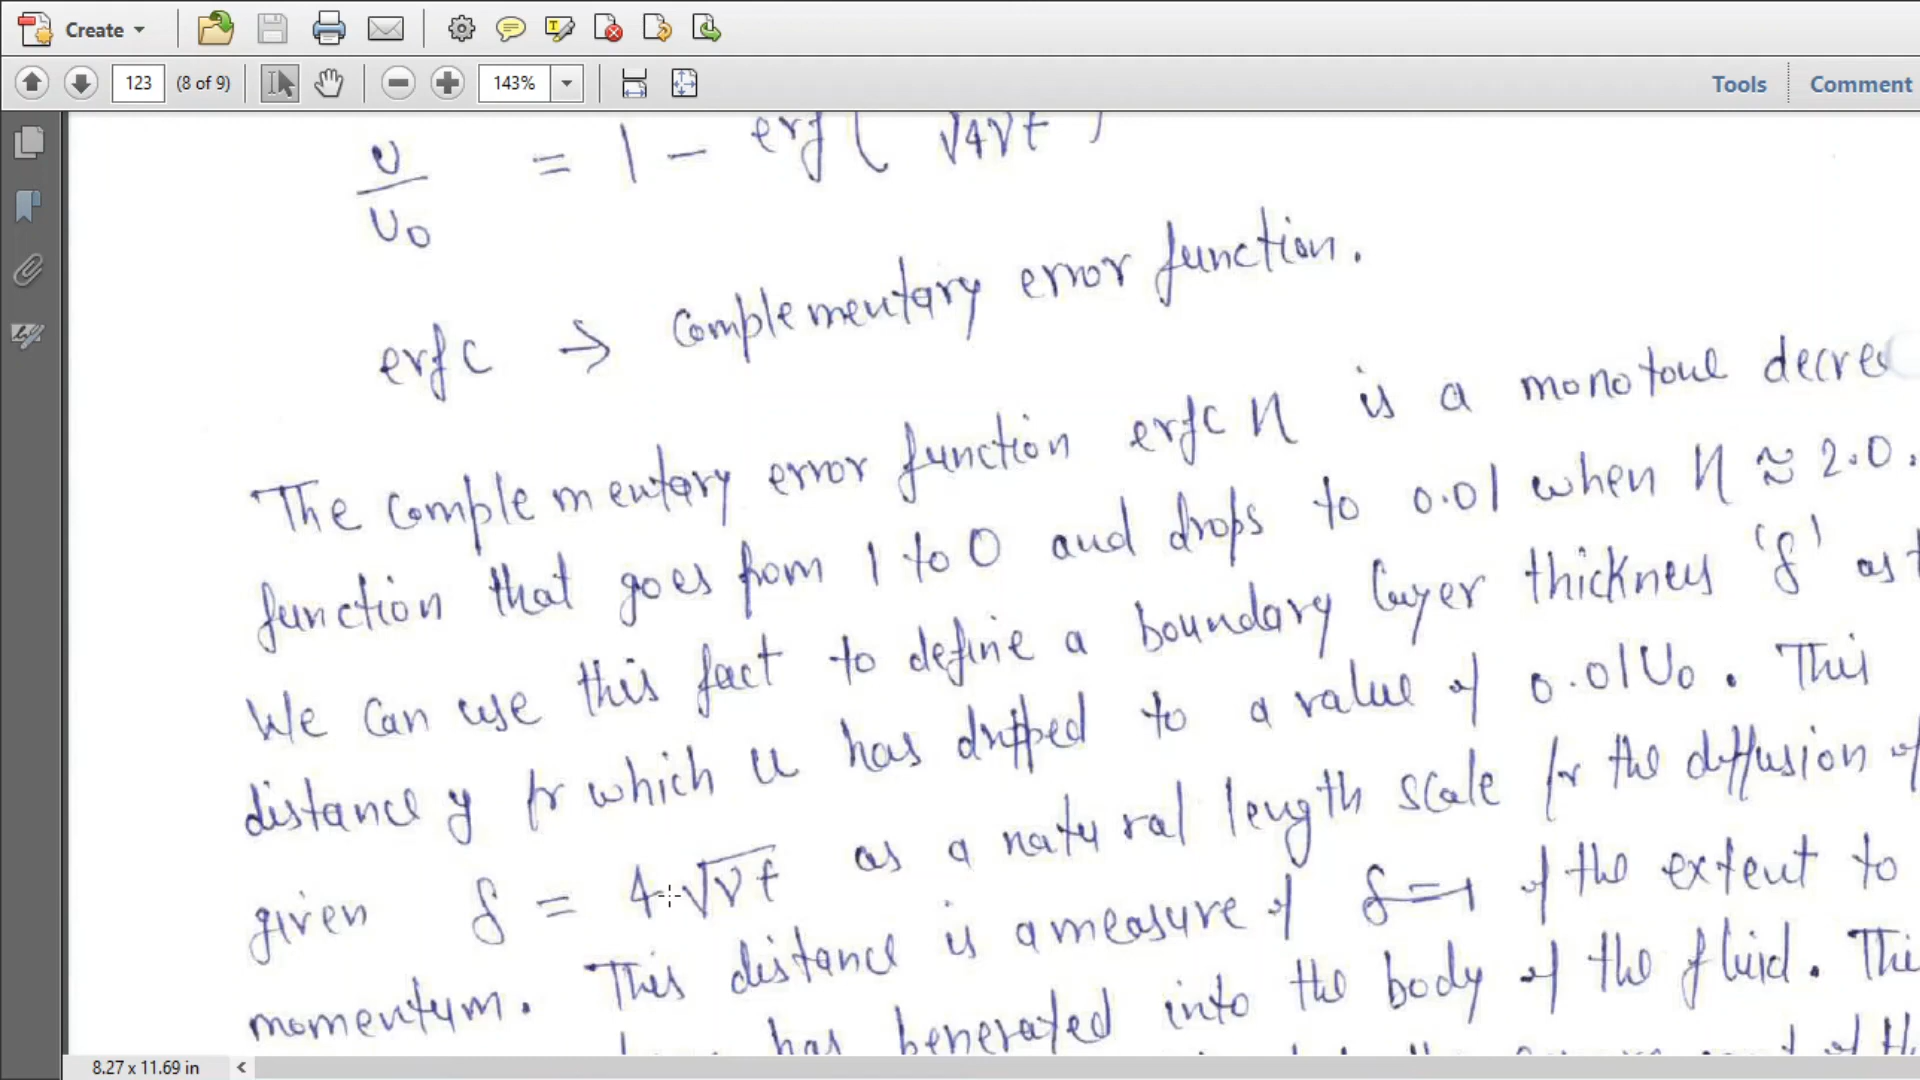 Create
123 (8 of 9) 143% Tools Comment
υ/υ0 = 1 - erf( √4νt )
erfc → complementary error function.
The complementary error function erfc η is a monotone decre
function that goes from 1 to 0 and drops to 0.01 when η ≈ 2.0.
We can use this fact to define a boundary layer thickness 'δ' as t
distance y for which u has dropped to a value of 0.01υ0. This
given δ = 4√νt as a natural length scale for the diffusion of
momentum. This distance is a measure of of the extent to
has into the body of the fluid. Thi
8.27 x 11.69 in